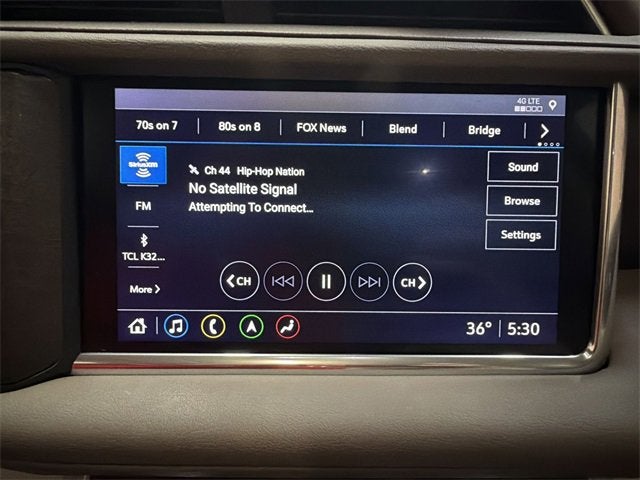 4G LTE
70s on 7 80s on 8 FOX News Blend Bridge
SiriusXM
Ch 44 Hip-Hop Nation
No Satellite Signal
Attempting To Connect...
Sound
FM
Browse
TCL K32...
Settings
More
CH CH
36° 5:30